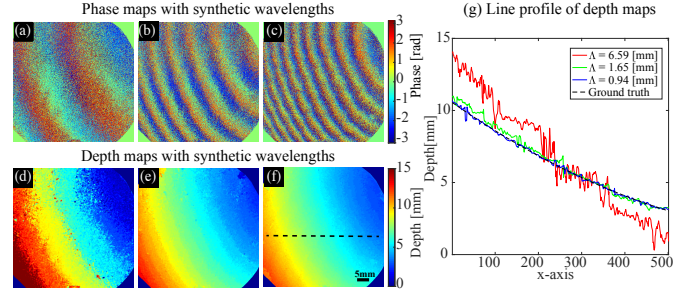 Phase maps with synthetic wavelengths
(a)
(b)
(c)
3
2
1
0
-1
-2
-3
Phase [rad]
Depth maps with synthetic wavelengths
(d)
(e)
(f)
5mm
15
10
5
0
Depth [mm]
(g) Line profile of depth maps
Λ = 6.59 [mm]
Λ = 1.65 [mm]
Λ = 0.94 [mm]
Ground truth
15
10
5
0
Depth[mm]
100
200
300
400
500
x-axis